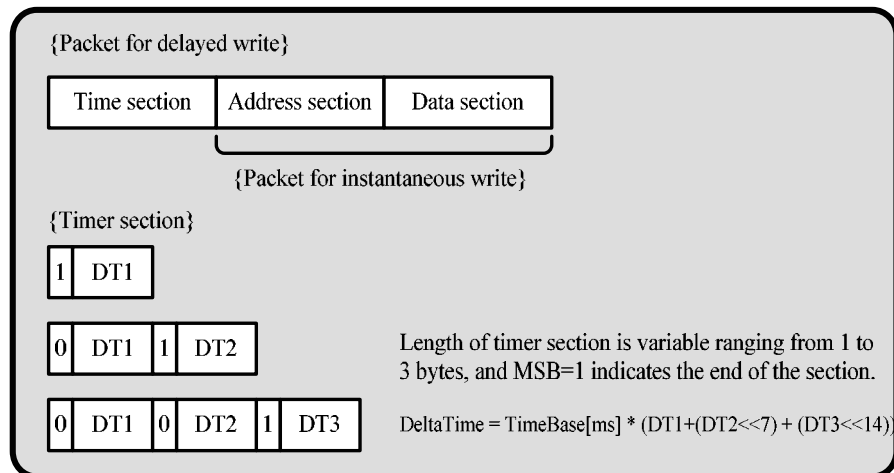 {Packet for delayed write}
Time section Address section Data section
{Packet for instantaneous write}
{Timer section}
1 DT1
0 DT1 1 DT2
Length of timer section is variable ranging from 1 to
3 bytes, and MSB=1 indicates the end of the section.
0 DT1 0 DT2 1 DT3
DeltaTime = TimeBase[ms] * (DT1+(DT2<<7) + (DT3<<14))